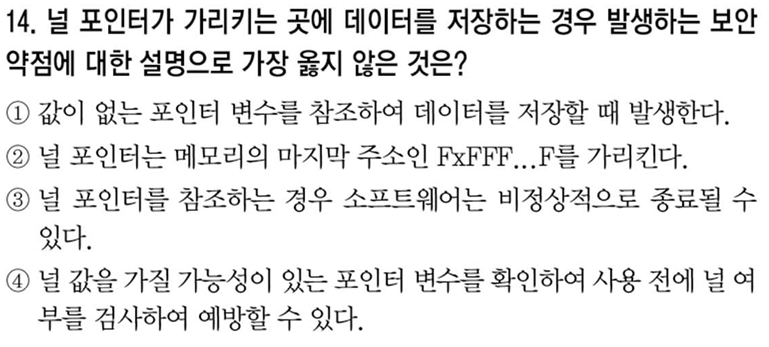 14. 널 포인터가 가리키는 곳에 데이터를 저장하는 경우 발생하는 보안
약점에 대한 설명으로 가장 옳지 않은 것은?
① 값이 없는 포인터 변수를 참조하여 데이터를 저장할 때 발생한다.
② 널 포인터는 메모리의 마지막 주소인 FxFFF...F를 가리킨다.
③ 널 포인터를 참조하는 경우 소프트웨어는 비정상적으로 종료될 수
있다.
④ 널 값을 가질 가능성이 있는 포인터 변수를 확인하여 사용 전에 널 여
부를 검사하여 예방할 수 있다.